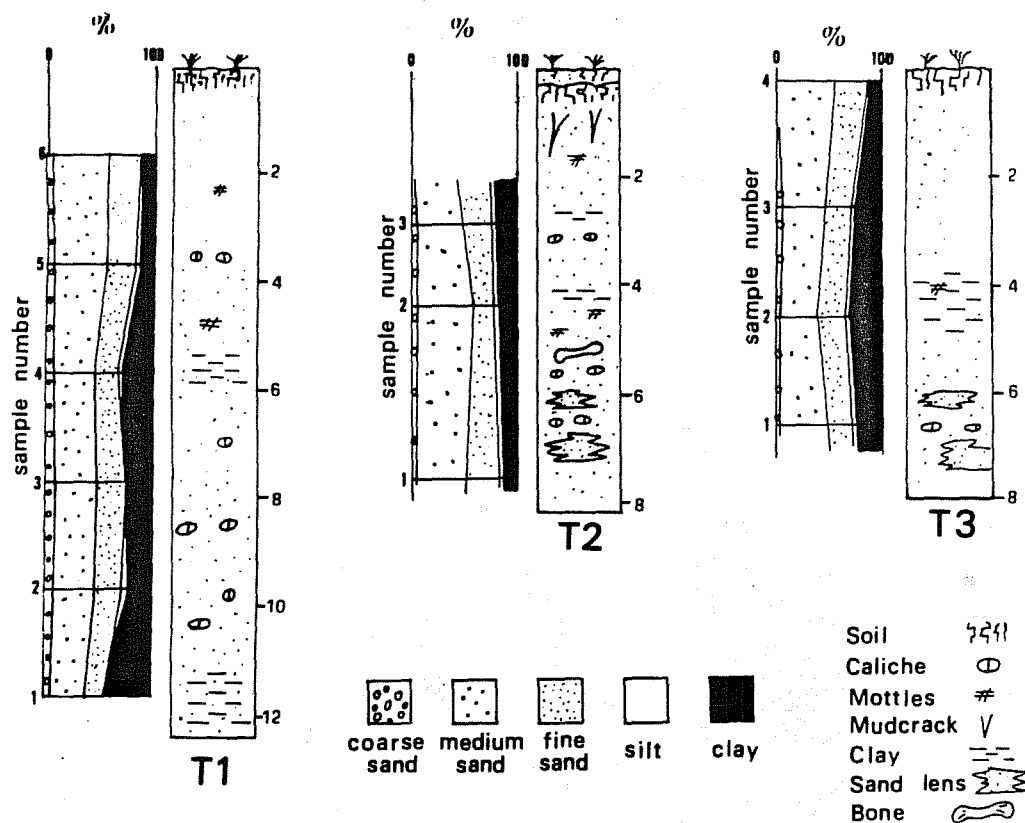 %
0 100
6
5
4
3
2
1
sample number
2
4
6
8
10
12
T1
%
0 100
3
2
1
sample number
2
4
6
8
T2
%
0 100
4
3
2
1
sample number
2
4
6
8
T3
coarse sand
medium sand
fine sand
silt
clay
Soil
Caliche
Mottles
Mudcrack
Clay
Sand lens
Bone